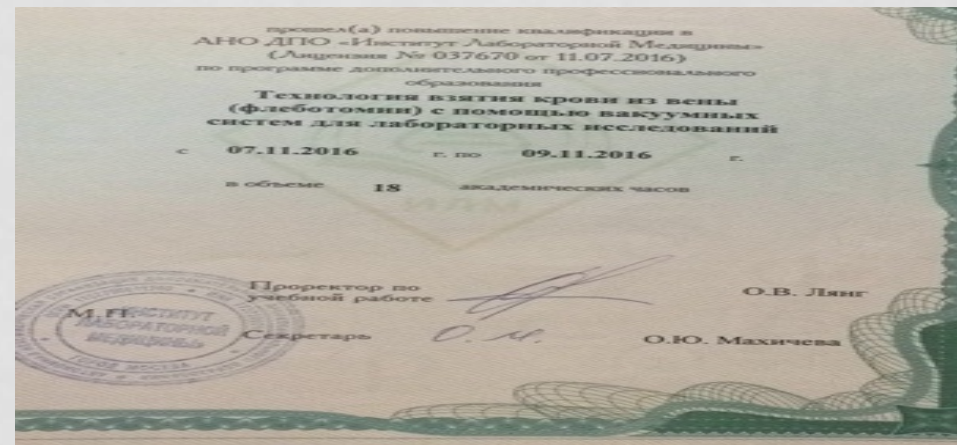 прошел(а) повышение квалификации в
АНО ДПО «Институт Лабораторной Медицины»
(Лицензия № 037670 от 11.07.2016)
по программе дополнительного профессионального
образования
Технология взятия крови из вены
(флеботомии) с помощью вакуумных
систем для лабораторных исследований
с 07.11.2016 г. по 09.11.2016 г.
в объеме 18 академических часов
ИЛМ
Проректор по
учебной работе
О.В. Лянг
М.П.
ИНСТИТУТ
ЛАБОРАТОРНОЙ
МЕДИЦИНЫ»
Секретарь О.М. О.Ю. Махичева